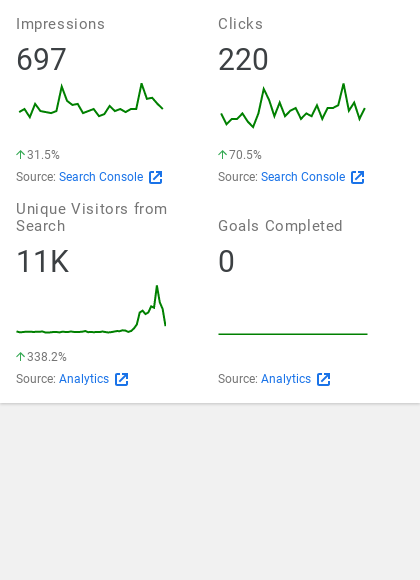 Impressions
697
31.5%
Source: Search Console
Clicks
220
70.5%
Source: Search Console
Unique Visitors from
Search
11K
338.2%
Source: Analytics
Goals Completed
0
Source: Analytics